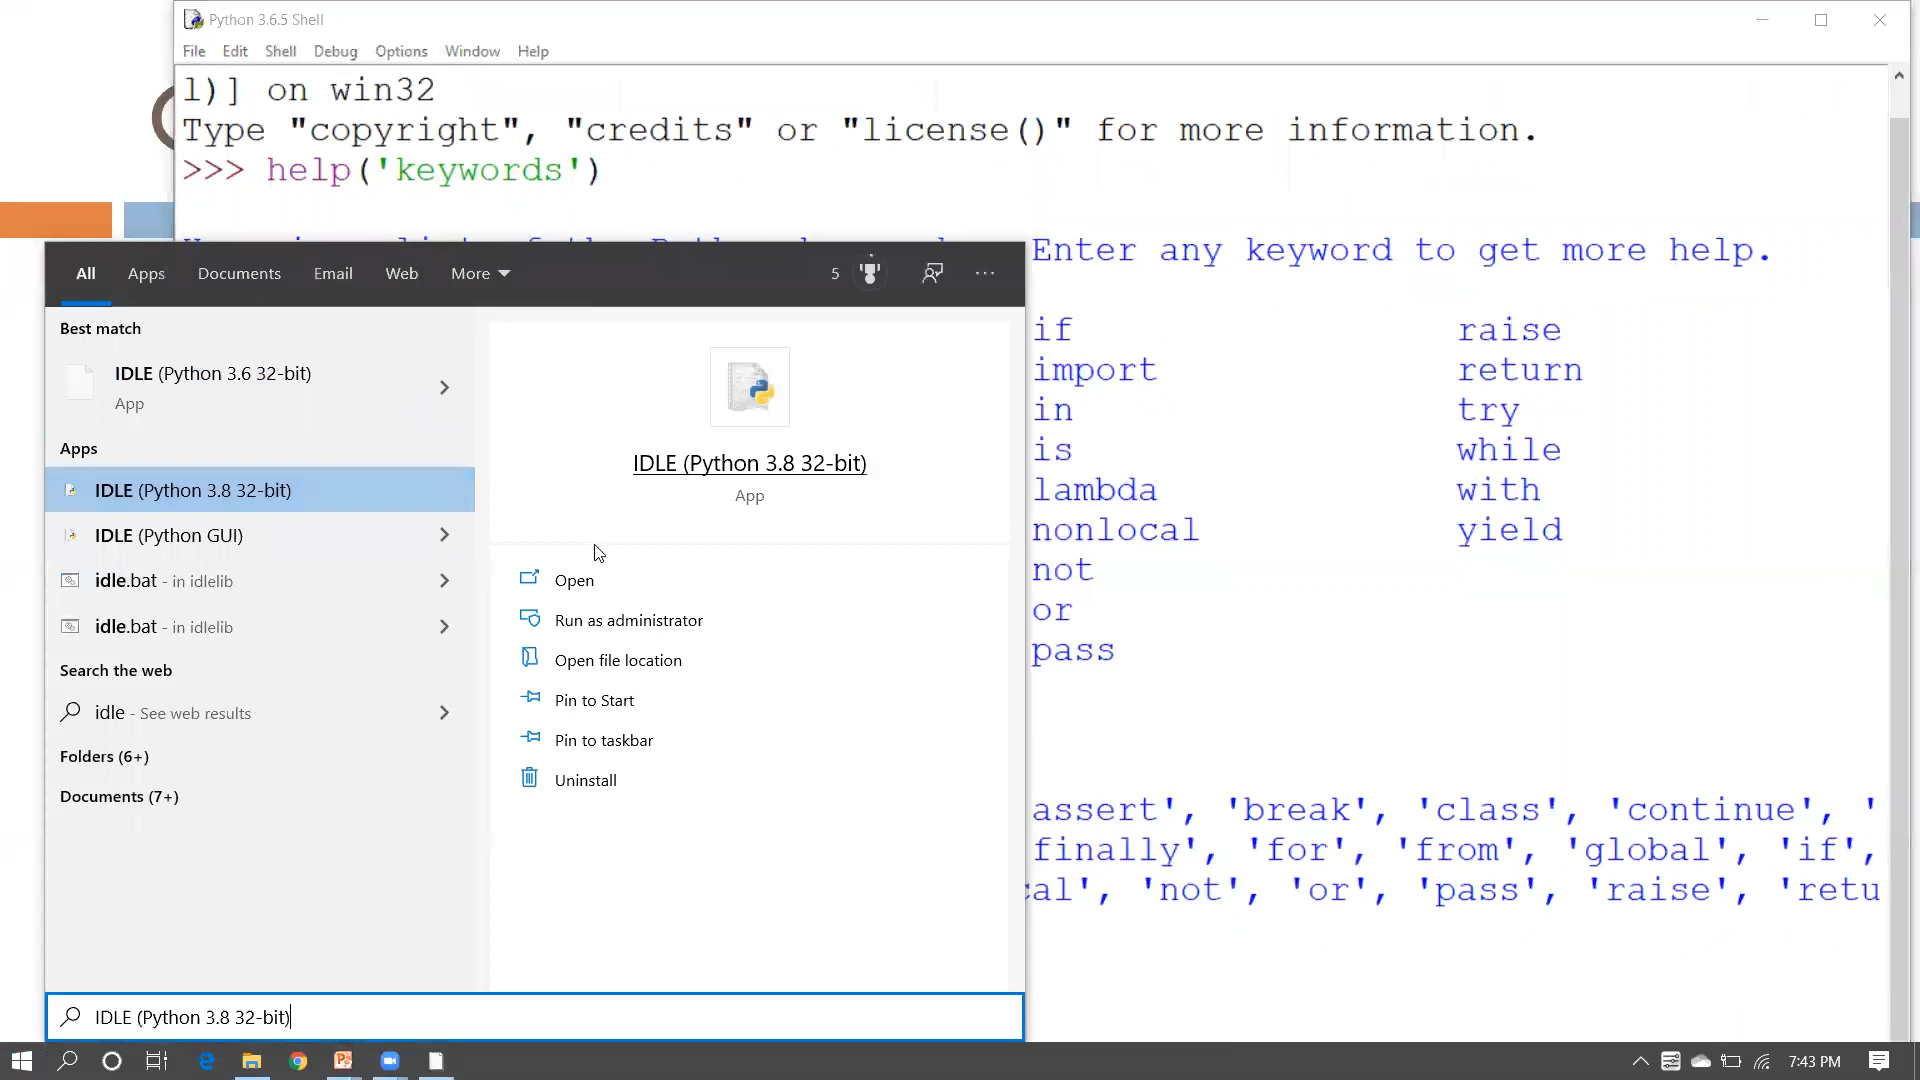 Python 3.6.5 Shell
File Edit Shell Debug Options Window Help
l)] on win32
Type "copyright", "credits" or "license()" for more information.
>>> help('keywords')
Enter any keyword to get more help.
if raise
import return
in try
is while
lambda with
nonlocal yield
not
or
pass
assert', 'break', 'class', 'continue', '
finally', 'for', 'from', 'global', 'if',
al', 'not', 'or', 'pass', 'raise', 'retu
All Apps Documents Email Web More 5
Best match
IDLE (Python 3.6 32-bit)
App
Apps
IDLE (Python 3.8 32-bit)
IDLE (Python GUI)
idle.bat - in idlelib
idle.bat - in idlelib
Search the web
idle - See web results
Folders (6+)
Documents (7+)
IDLE (Python 3.8 32-bit)
App
Open
Run as administrator
Open file location
Pin to Start
Pin to taskbar
Uninstall
IDLE (Python 3.8 32-bit)
7:43 PM